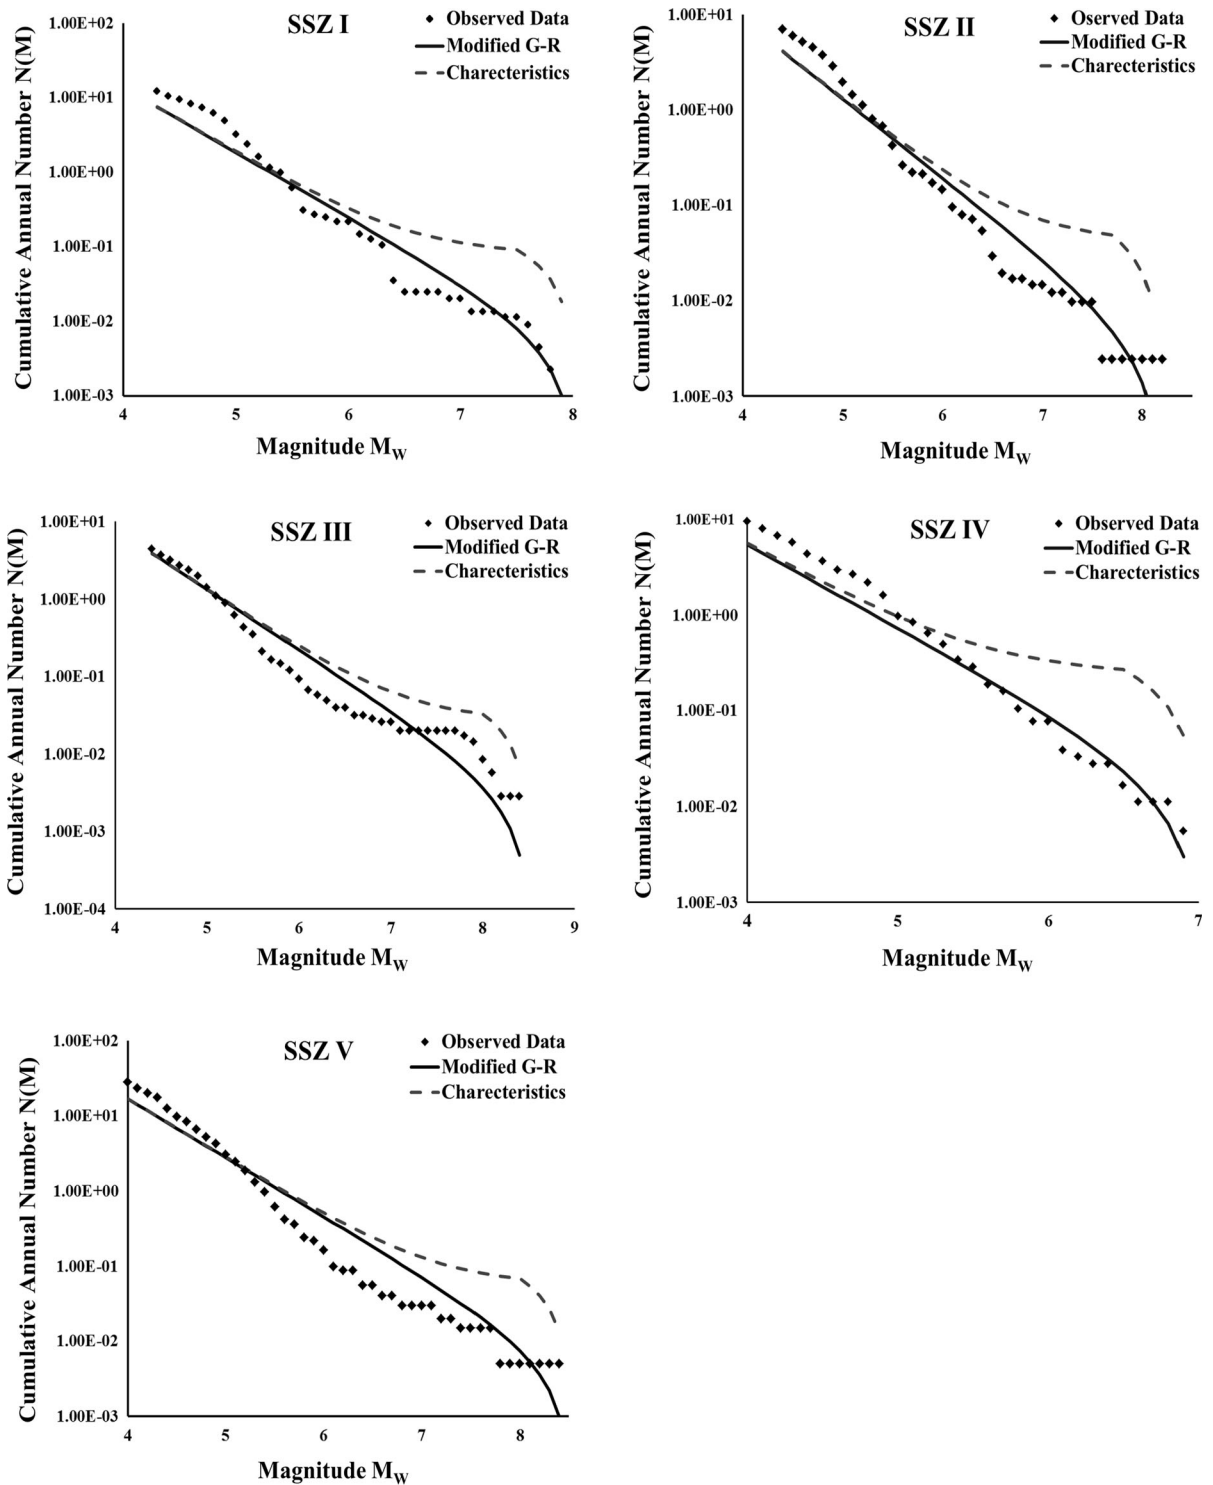 SSZ I
Observed Data
Modified G-R
Charecteristics
Cumulative Annual Number N(M)
1.00E+02
1.00E+01
1.00E+00
1.00E-01
1.00E-02
1.00E-03
4 5 6 7 8
Magnitude MW
SSZ II
Oserved Data
Modified G-R
Charecteristics
Cumulative Annual Number N(M)
1.00E+01
1.00E+00
1.00E-01
1.00E-02
1.00E-03
4 5 6 7 8
Magnitude MW
SSZ III
Observed Data
Modified G-R
Charecteristics
Cumulative Annual Number N(M)
1.00E+01
1.00E+00
1.00E-01
1.00E-02
1.00E-03
1.00E-04
4 5 6 7 8 9
Magnitude MW
SSZ IV
Observed Data
Modified G-R
Charecteristics
Cumulative Annual Number N(M)
1.00E+01
1.00E+00
1.00E-01
1.00E-02
1.00E-03
4 5 6 7
Magnitude MW
SSZ V
Observed Data
Modified G-R
Charecteristics
Cumulative Annual Number N(M)
1.00E+02
1.00E+01
1.00E+00
1.00E-01
1.00E-02
1.00E-03
4 5 6 7 8
Magnitude MW